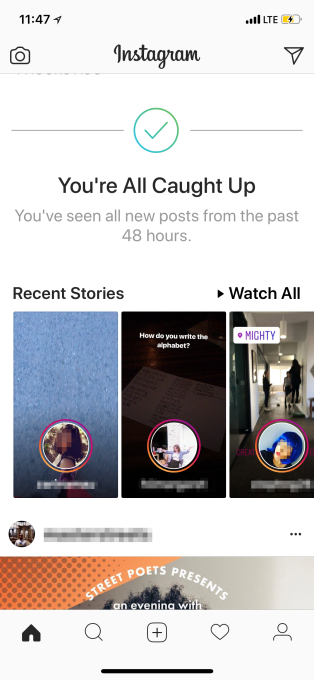 11:47
LTE
Instagram
You're All Caught Up
You've seen all new posts from the past
48 hours.
Recent Stories
Watch All
How do you write the
alphabet?
MIGHTY
STREET POETS PRESENTS
an evening with